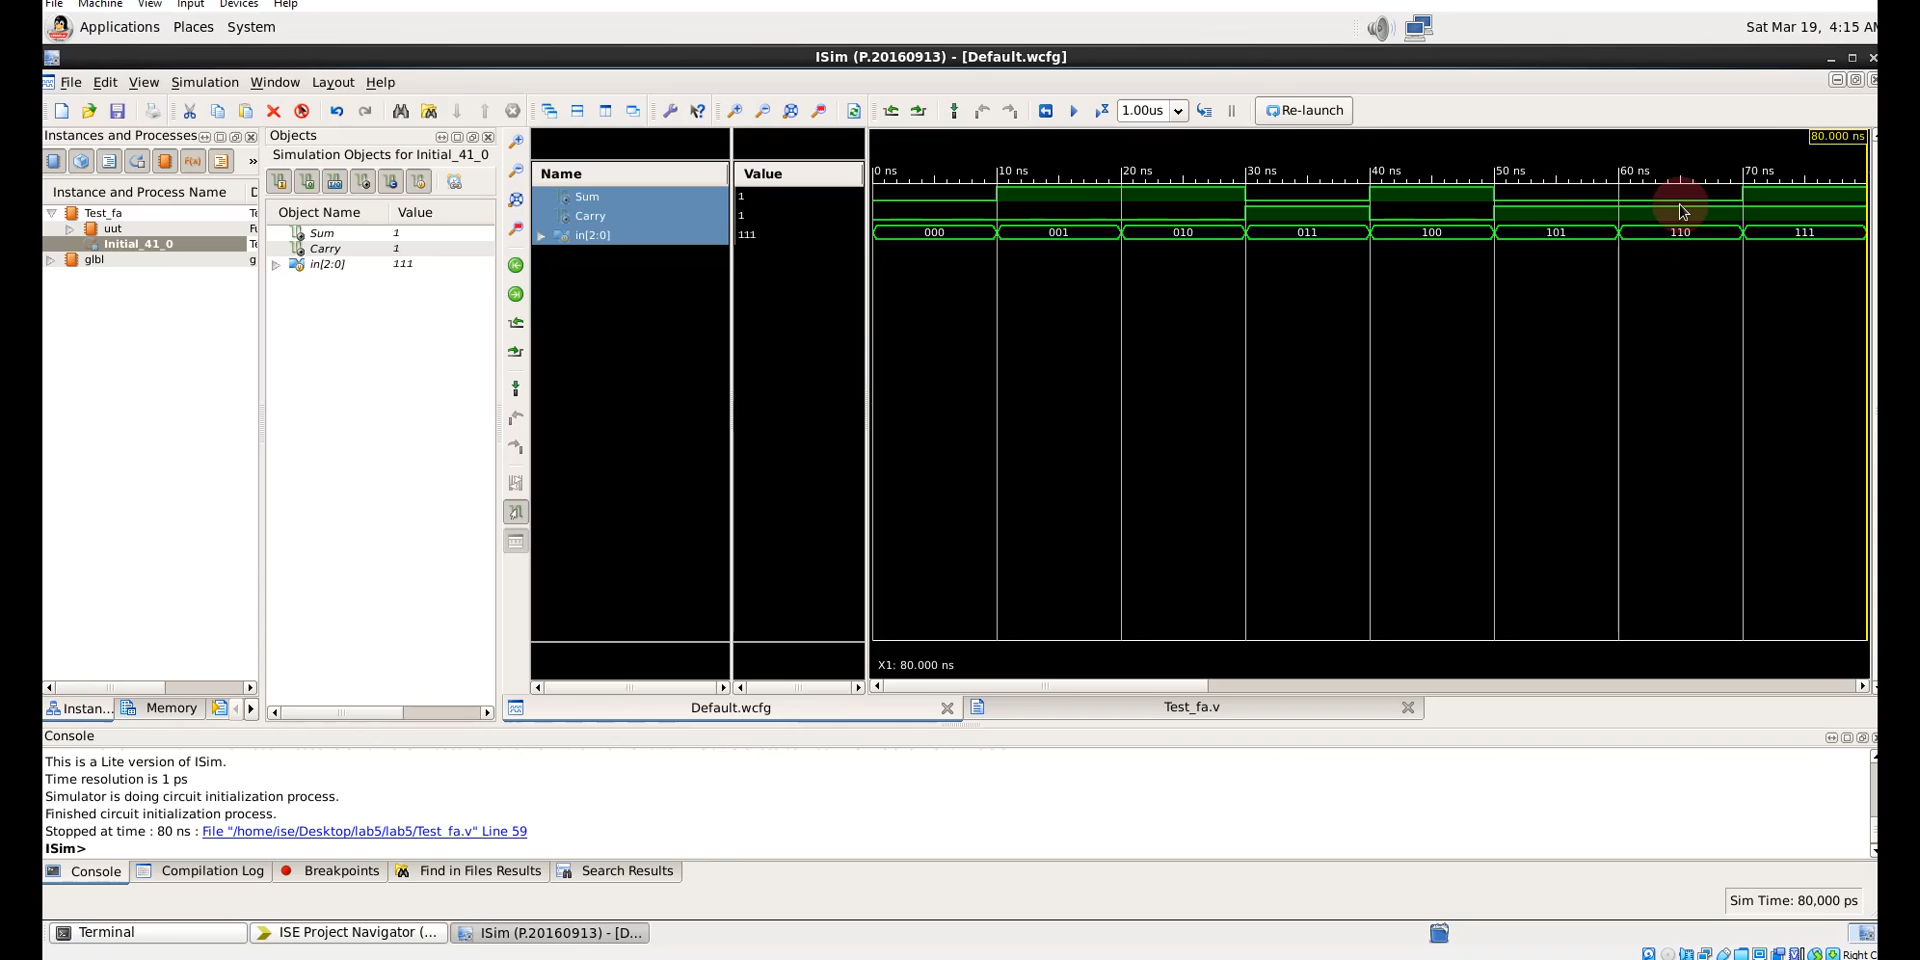 File Machine View Input Devices Help
Applications Places System
Sat Mar 19, 4:15 AM
ISim (P.20160913) - [Default.wcfg]
File Edit View Simulation Window Layout Help
1.00us
Re-launch
Instances and Processes
Objects
Simulation Objects for Initial_41_0
80.000 ns
»
Instance and Process Name
Test_fa
uut
Initial_41_0
glbl
Object Name Value
Sum 1
Carry 1
in[2:0] 111
Name Value
Sum 1
Carry 1
in[2:0] 111
0 ns 10 ns 20 ns 30 ns 40 ns 50 ns 60 ns 70 ns
000 001 010 011 100 101 110 111
X1: 80.000 ns
Instan... Memory
Default.wcfg
Test_fa.v
Console
This is a Lite version of ISim.
Time resolution is 1 ps
Simulator is doing circuit initialization process.
Finished circuit initialization process.
Stopped at time : 80 ns : File "/home/ise/Desktop/lab5/lab5/Test_fa.v" Line 59
ISim>
Console Compilation Log Breakpoints Find in Files Results Search Results
Sim Time: 80,000 ps
Terminal
ISE Project Navigator (...
ISim (P.20160913) - [D...
Right C